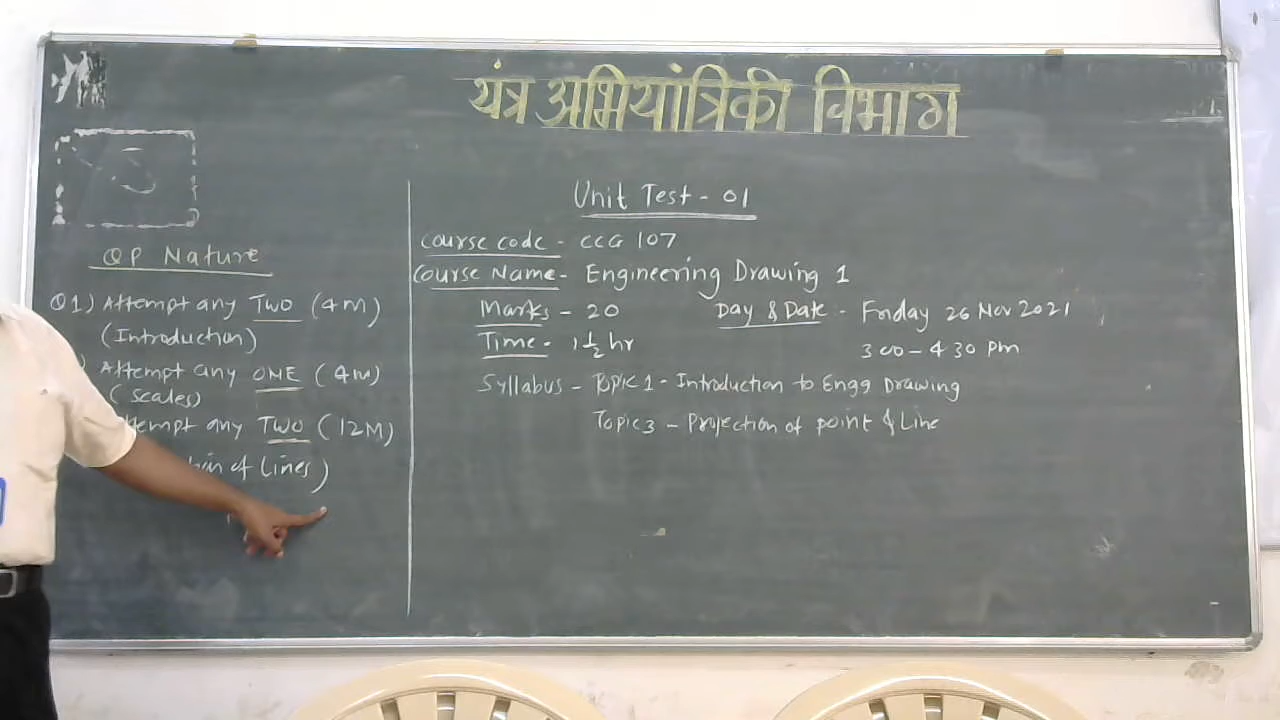 यंत्र अभियांत्रिकी विभाग
QP Nature
Q1) Attempt any TWO (4M)
(Introduction)
) Attempt any ONE (4M)
(Scales)
any TWO (12M)
of Lines)
Unit Test - 01
Course code - CCG 107
Course Name - Engineering Drawing 1
Marks - 20 Day & Date - Friday 26 Nov 2021
Time - 1 1/2 hr 3 00 - 4 30 pm
Syllabus - Topic 1 - Introduction to Engg Drawing
Topic 3 - Projection of point & Line